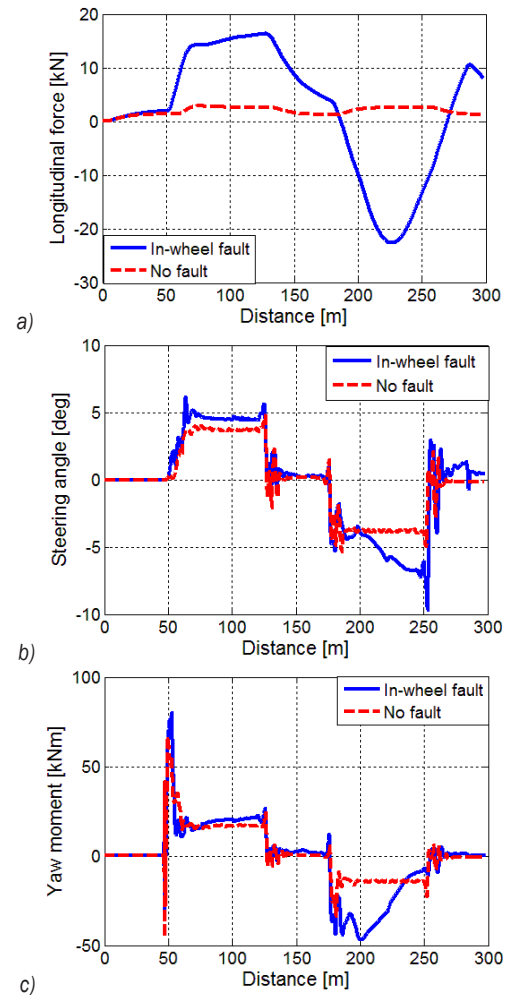 20
10
0
-10
-20
-30
Longitudinal force [kN]
In-wheel fault
No fault
0 50 100 150 200 250 300
Distance [m]
a)
10
5
0
-5
-10
Steering angle [deg]
In-wheel fault
No fault
0 50 100 150 200 250 300
Distance [m]
b)
100
50
0
-50
Yaw moment [kNm]
In-wheel fault
No fault
0 50 100 150 200 250 300
Distance [m]
c)